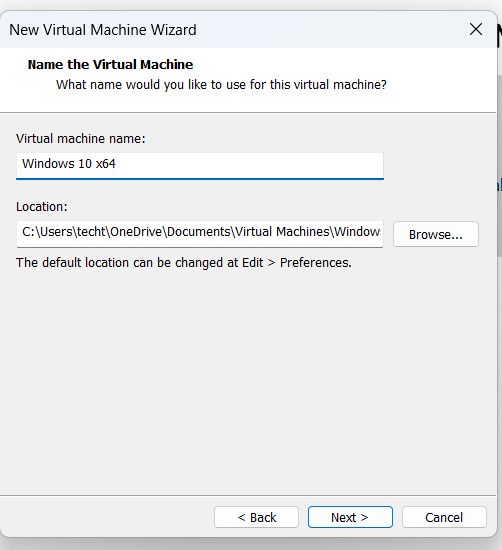 New Virtual Machine Wizard
Name the Virtual Machine
What name would you like to use for this virtual machine?
Virtual machine name:
Windows 10 x64
Location:
C:\Users\techt\OneDrive\Documents\Virtual Machines\Windows
Browse...
The default location can be changed at Edit > Preferences.
< Back
Next >
Cancel